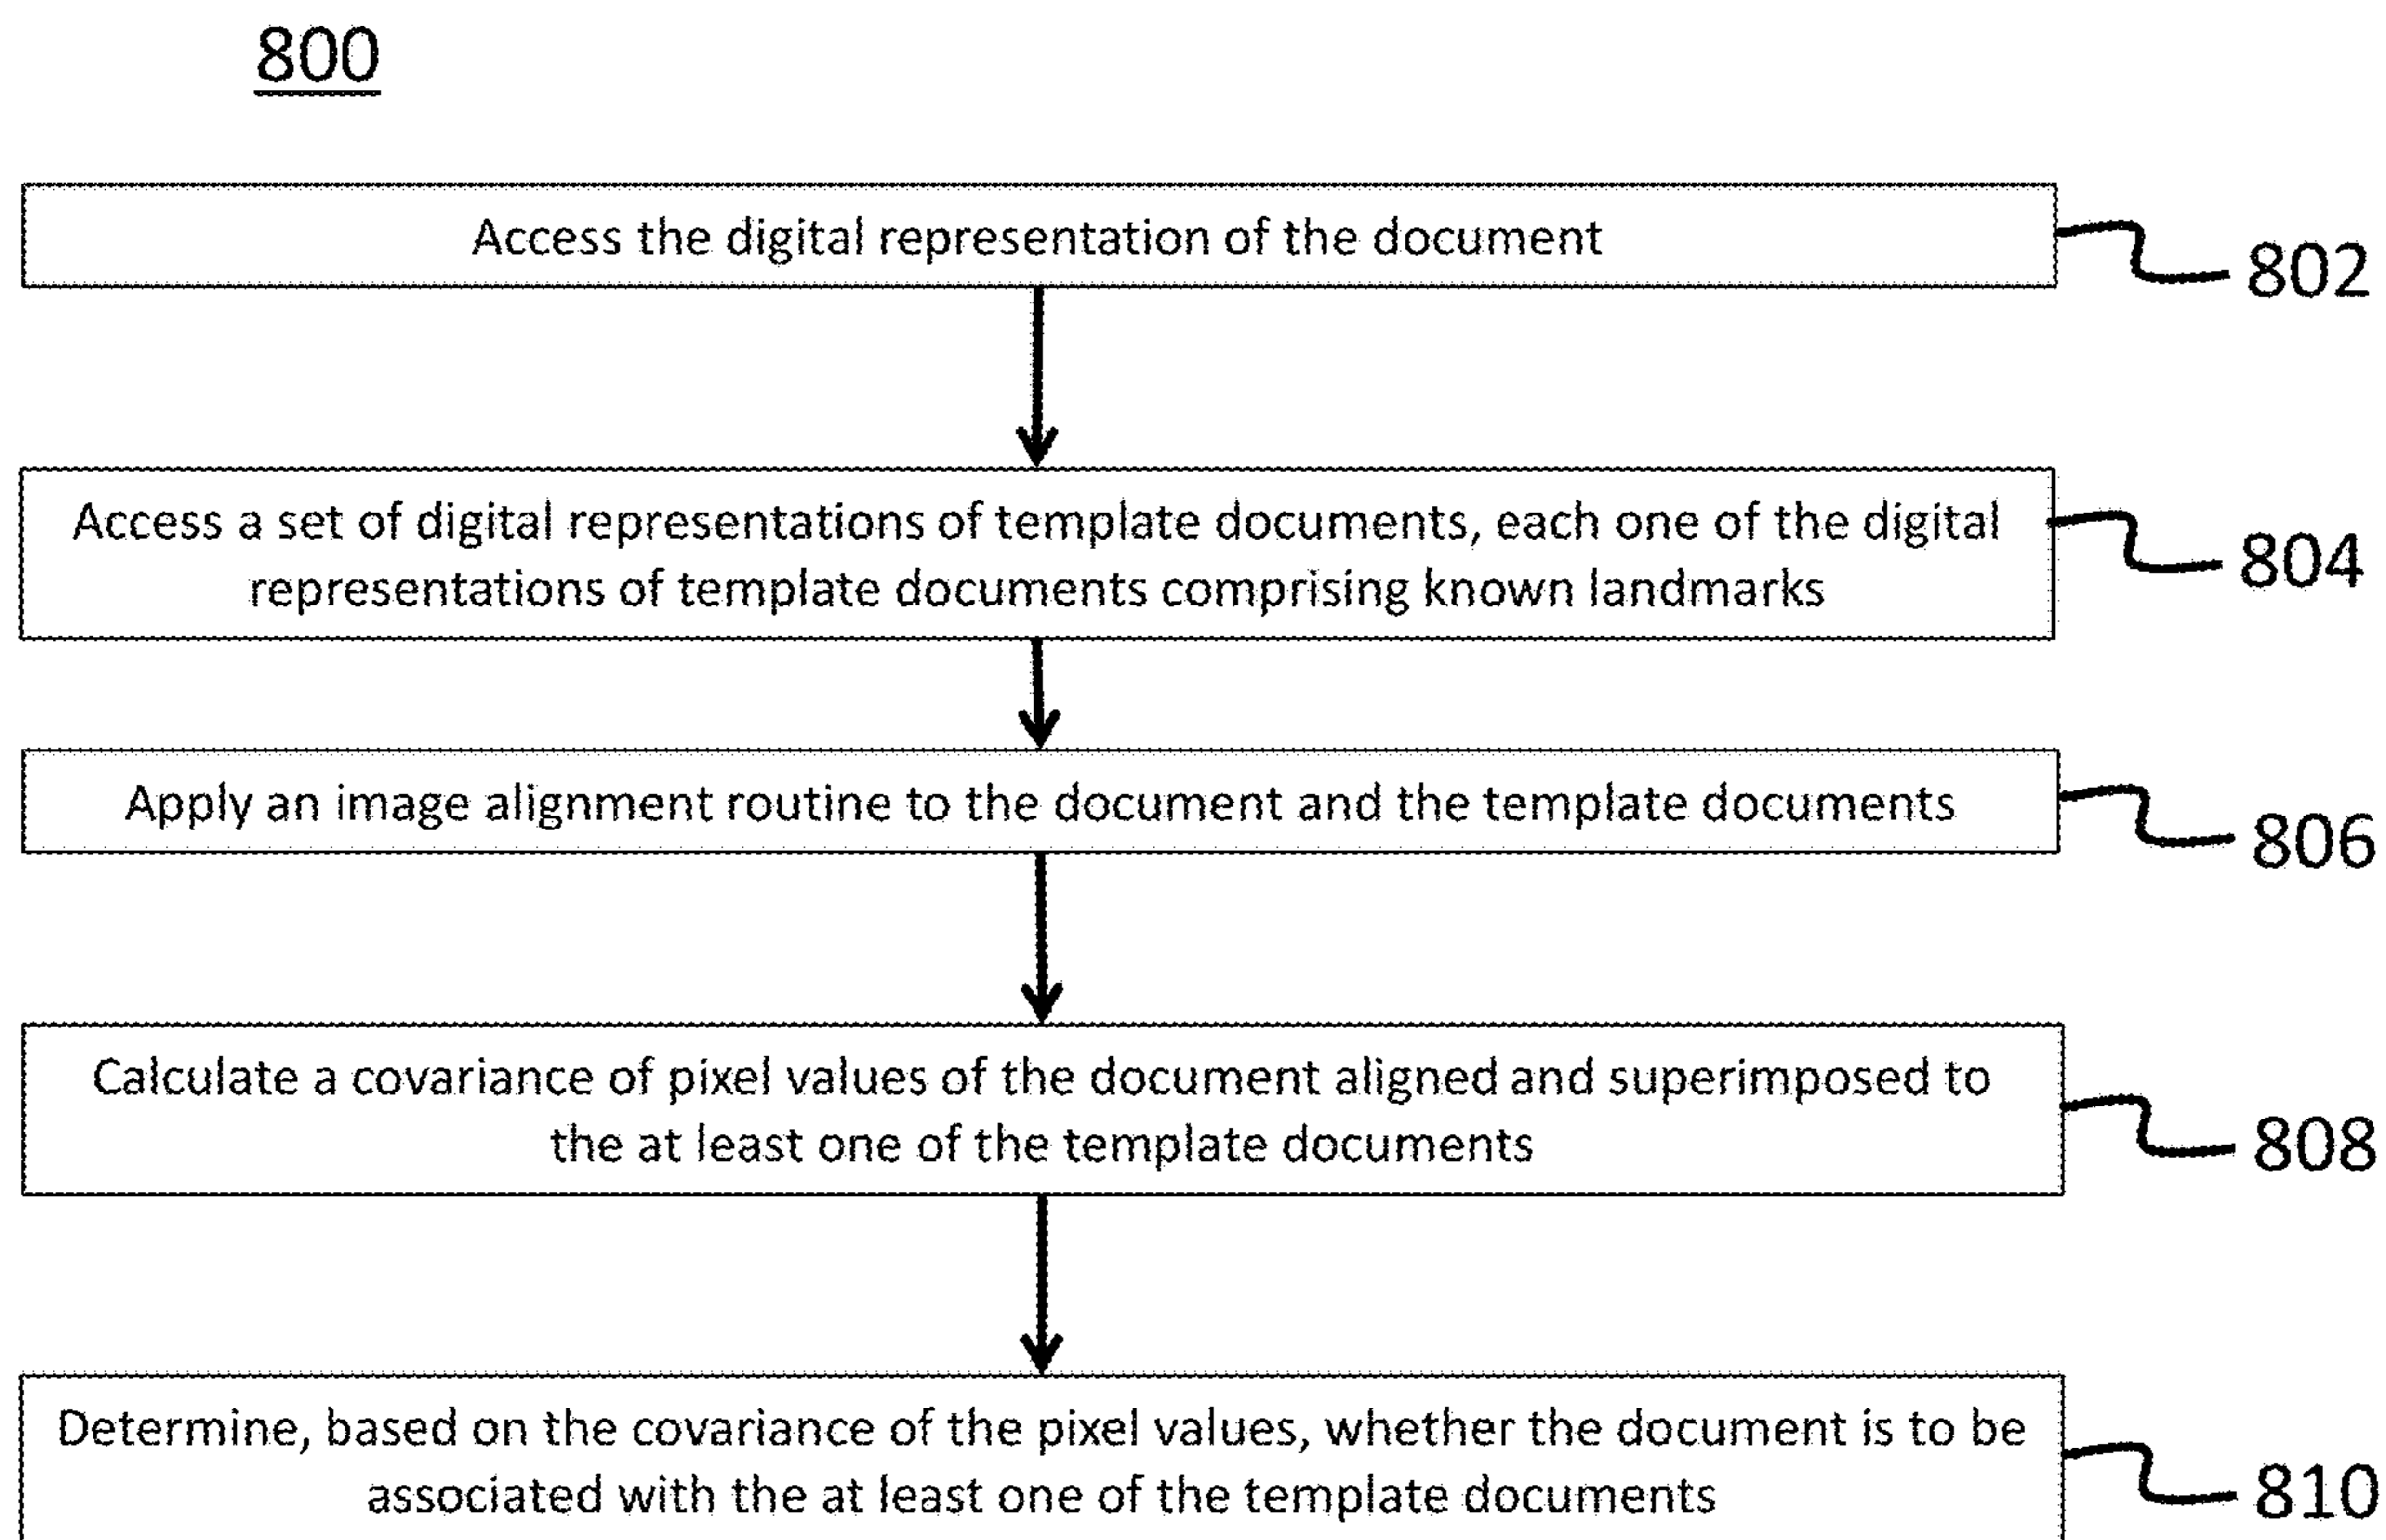 800
Access the digital representation of the document
802
Access a set of digital representations of template documents, each one of the digital
representations of template documents comprising known landmarks
804
Apply an image alignment routine to the document and the template documents
806
Calculate a covariance of pixel values of the document aligned and superimposed to
the at least one of the template documents
808
Determine, based on the covariance of the pixel values, whether the document is to be
associated with the at least one of the template documents
810